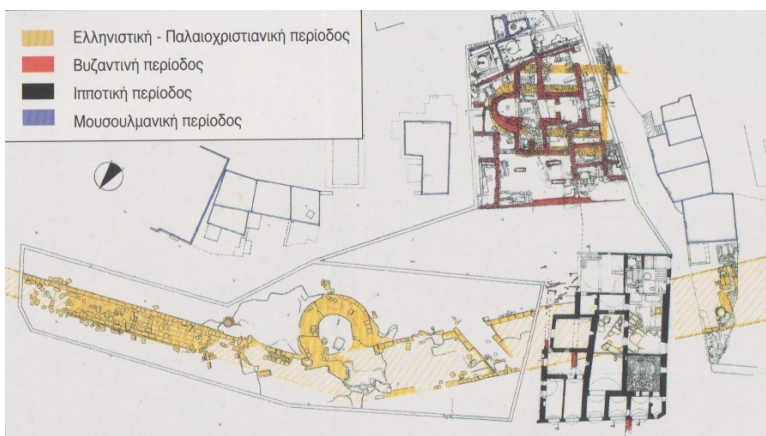 Ελληνιστική - Παλαιοχριστιανική περίοδος
Βυζαντινή περίοδος
Ιπποτική περίοδος
Μουσουλμανική περίοδος